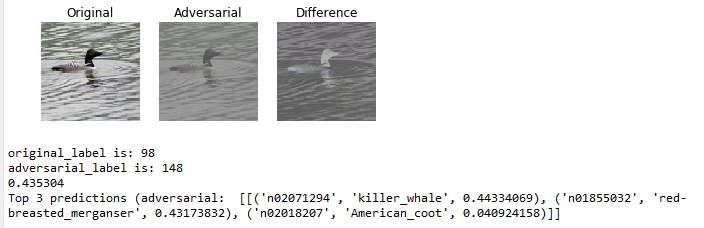 Original Adversarial Difference
original_label is: 98
adversarial_label is: 148
0.435304
Top 3 predictions (adversarial:  [[('n02071294', 'killer_whale', 0.44334069), ('n01855032', 'red-
breasted_merganser', 0.43173832), ('n02018207', 'American_coot', 0.040924158)]]